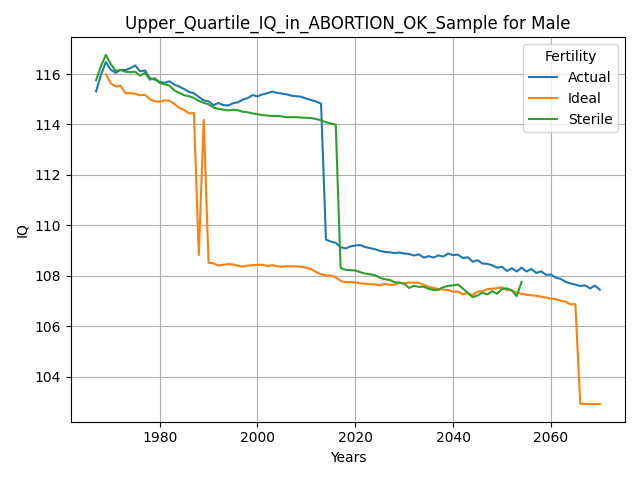 Upper_Quartile_IQ_in_ABORTION_OK_Sample for Male
Fertility
Actual
Ideal
Sterile
IQ
116
114
112
110
108
106
104
1980
2000
2020
2040
2060
Years